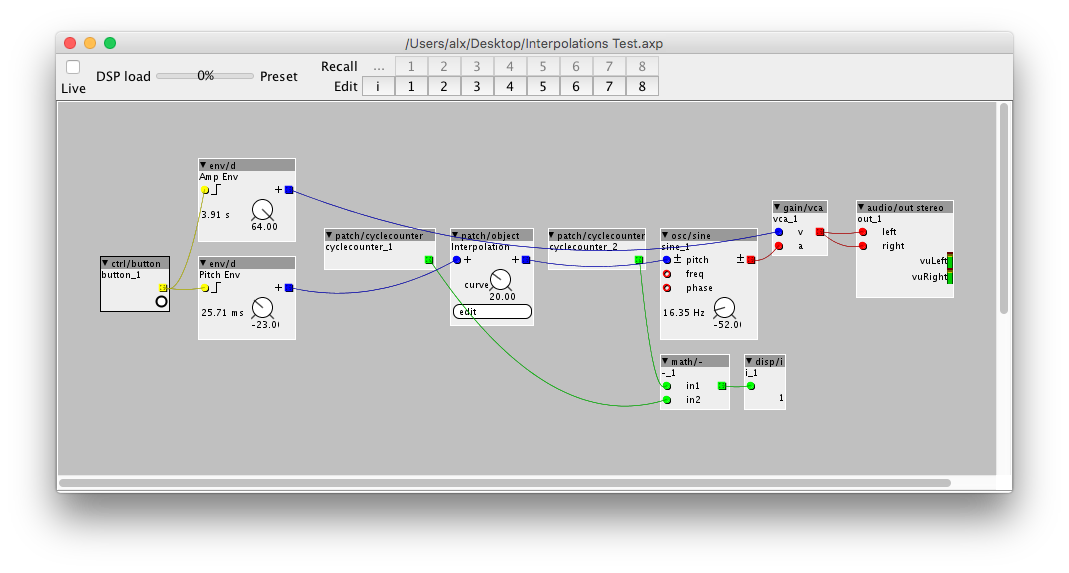 /Users/alx/Desktop/Interpolations Test.axp
Live
DSP load
0%
Preset
Recall ... 1 2 3 4 5 6 7 8
Edit i 1 2 3 4 5 6 7 8
ctrl/button
button_1
env/d
Amp Env
+
3.91 s
64.00
env/d
Pitch Env
+
25.71 ms
-23.0
patch/cyclecounter
cyclecounter_1
patch/object
Interpolation
+ +
curve
20.00
edit
patch/cyclecounter
cyclecounter_2
osc/sine
sine_1
± pitch ±
freq
phase
16.35 Hz
-52.0
gain/vca
vca_1
v
a
audio/out stereo
out_1
left
right
vuLeft
vuRight
math/-
-_1
in1
in2
disp/i
i_1
1